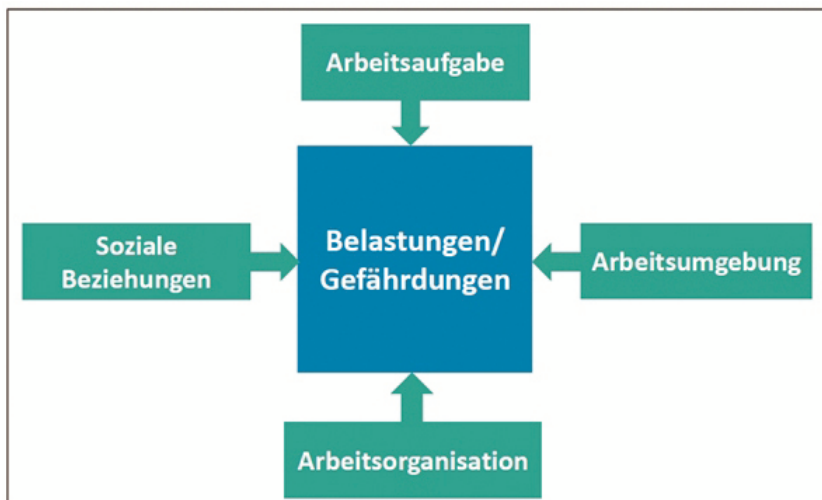 Arbeitsaufgabe
Soziale
Beziehungen
Belastungen/
Gefährdungen
Arbeitsumgebung
Arbeitsorganisation